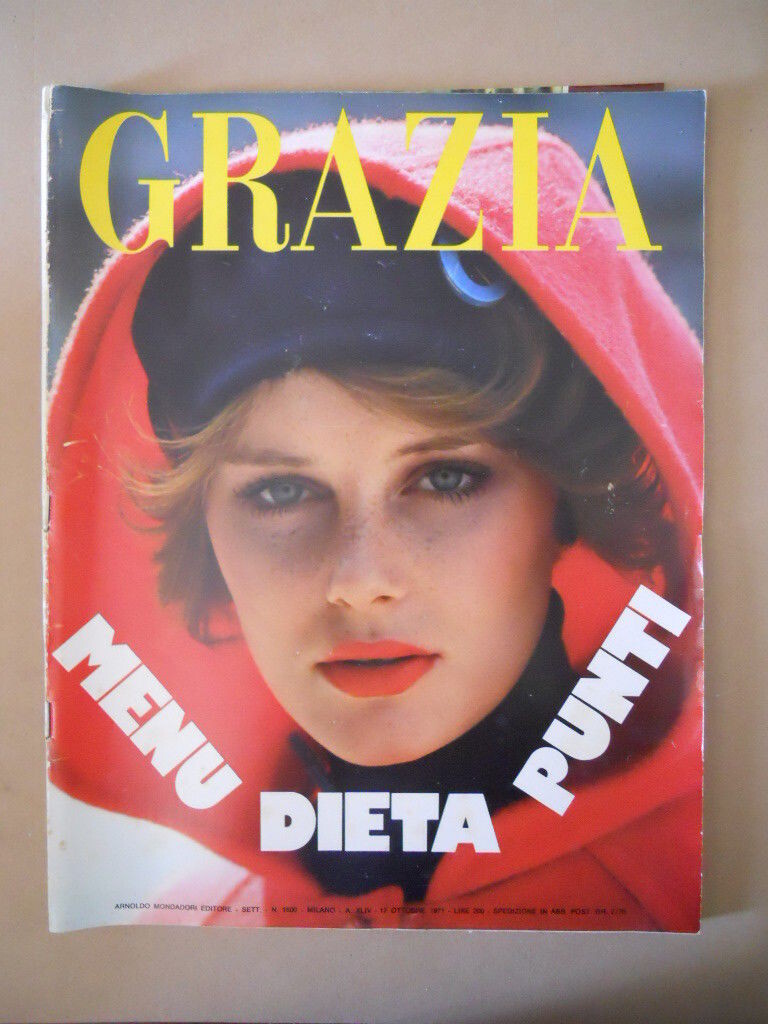 GRAZIA
MENU
DIETA
PUNTI
ARNOLDO MONDADORI EDITORE - SETT. - N. 1600 - MILANO - A. XLIV - 17 OTTOBRE 1971 - LIRE 200 - SPEDIZIONE IN ABB. POST. GR. 2/70